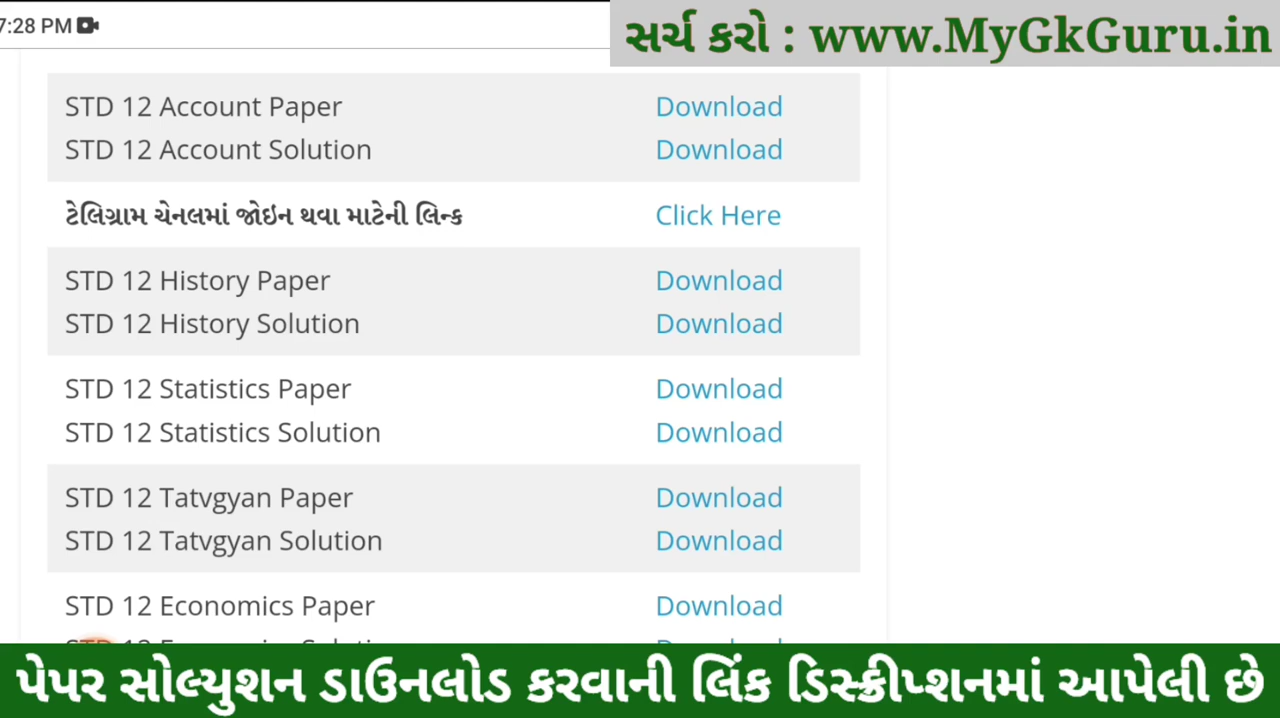 7:28 PM
સર્ચ કરો : www.MyGkGuru.in
STD 12 Account Paper Download
STD 12 Account Solution Download
ટેલિગ્રામ ચેનલમાં જોઇન થવા માટેની લિન્ક Click Here
STD 12 History Paper Download
STD 12 History Solution Download
STD 12 Statistics Paper Download
STD 12 Statistics Solution Download
STD 12 Tatvgyan Paper Download
STD 12 Tatvgyan Solution Download
STD 12 Economics Paper Download
પેપર સોલ્યુશન ડાઉનલોડ કરવાની લિંક ડિસ્ક્રીપ્શનમાં આપેલી છે